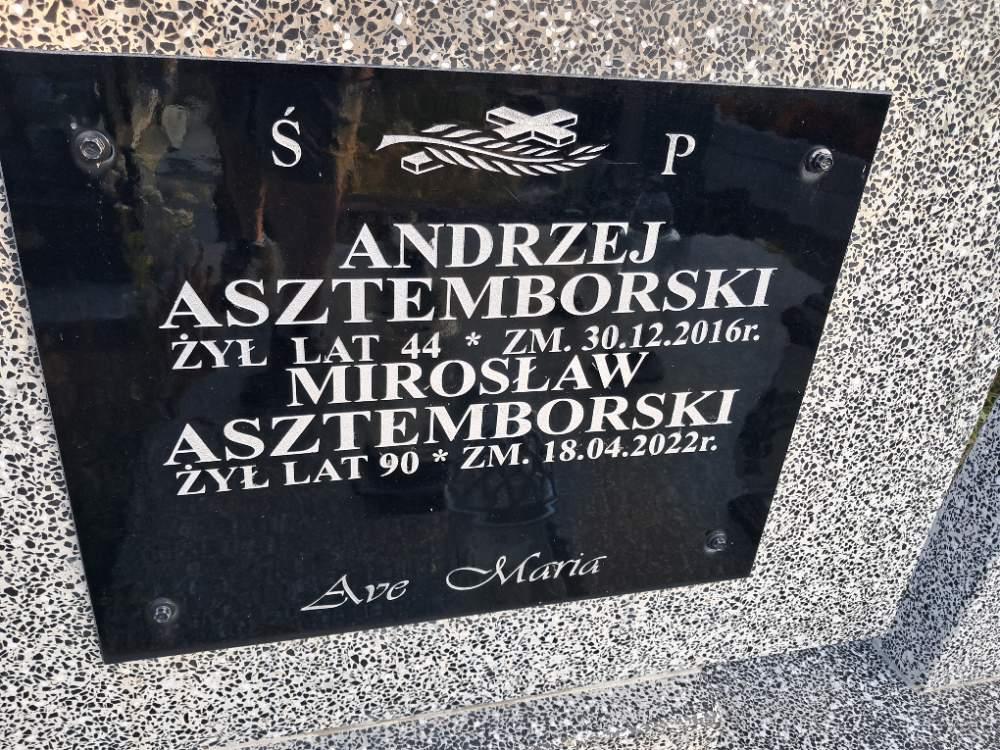 Ś P
ANDRZEJ
ASZTEMBORSKI
ŻYŁ LAT 44 * ZM. 30.12.2016r.
MIROSŁAW
ASZTEMBORSKI
ŻYŁ LAT 90 * ZM. 18.04.2022r.
Ave Maria